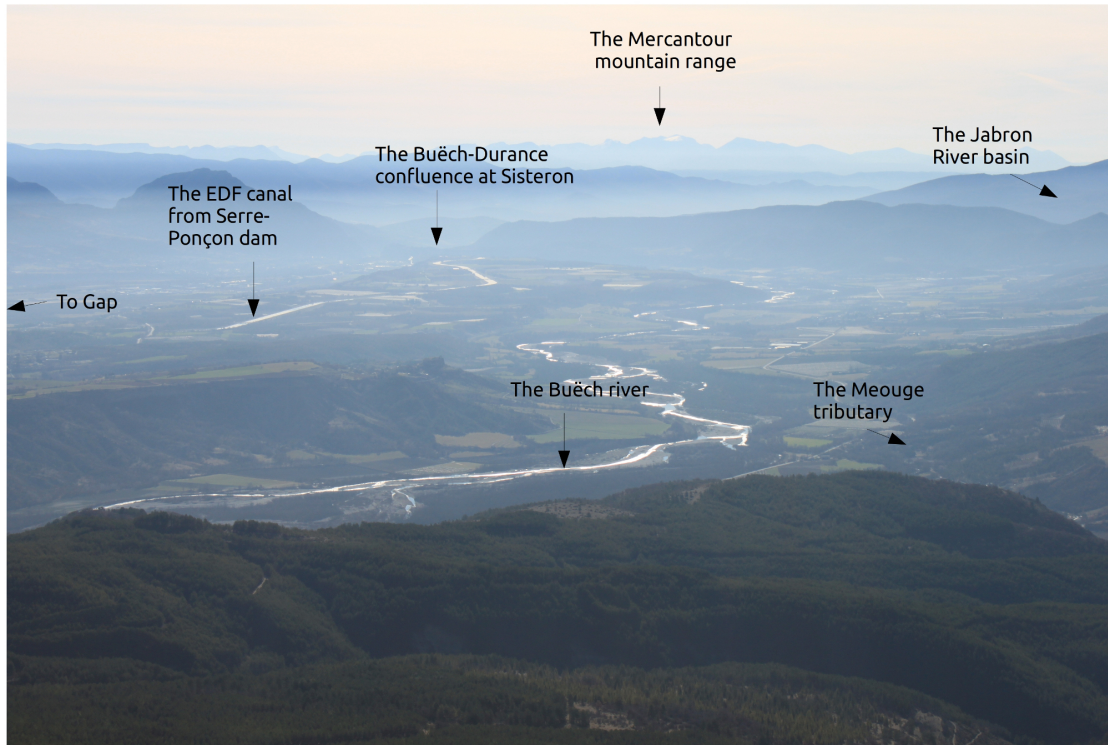 The Mercantour
mountain range
The Buëch-Durance
confluence at Sisteron
The Jabron
River basin
The EDF canal
from Serre-
Ponçon dam
To Gap
The Buëch river
The Meouge
tributary